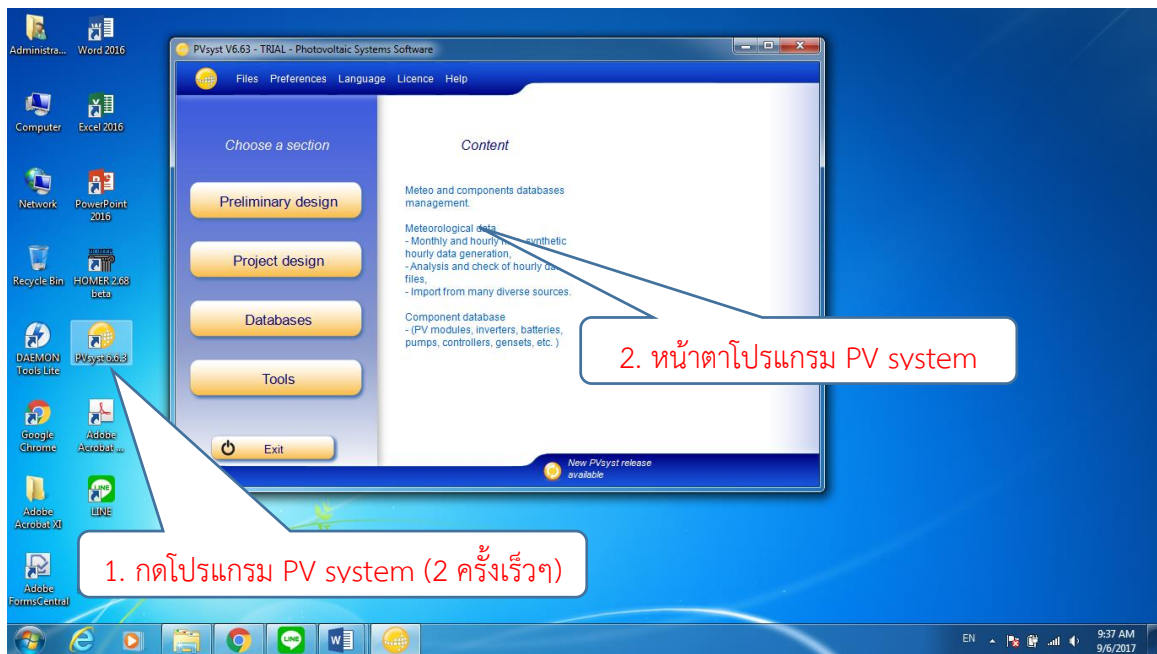 Administra...
Word 2016
Computer
Excel 2016
Network
PowerPoint
2016
Recycle Bin
HOMER 2.68
beta
DAEMON
Tools Lite
PVsyst 6.6.3
Google
Chrome
Adobe
Acrobat ...
Adobe
Acrobat XI
LINE
Adobe
FormsCentral
PVsyst V6.63 - TRIAL - Photovoltaic Systems Software
Files Preferences Language Licence Help
Choose a section
Preliminary design
Project design
Databases
Tools
Exit
Content
Meteo and components databases
management.
Meteorological data
- Monthly and hourly synthetic
hourly data generation,
- Analysis and check of hourly
files,
- Import from many diverse sources.
Component database
- (PV modules, inverters, batteries,
pumps, controllers, gensets, etc. )
New PVsyst release
available
2. หน้าตาโปรแกรม PV system
1. กดโปรแกรม PV system (2 ครั้งเร็วๆ)
EN
9:37 AM
9/6/2017